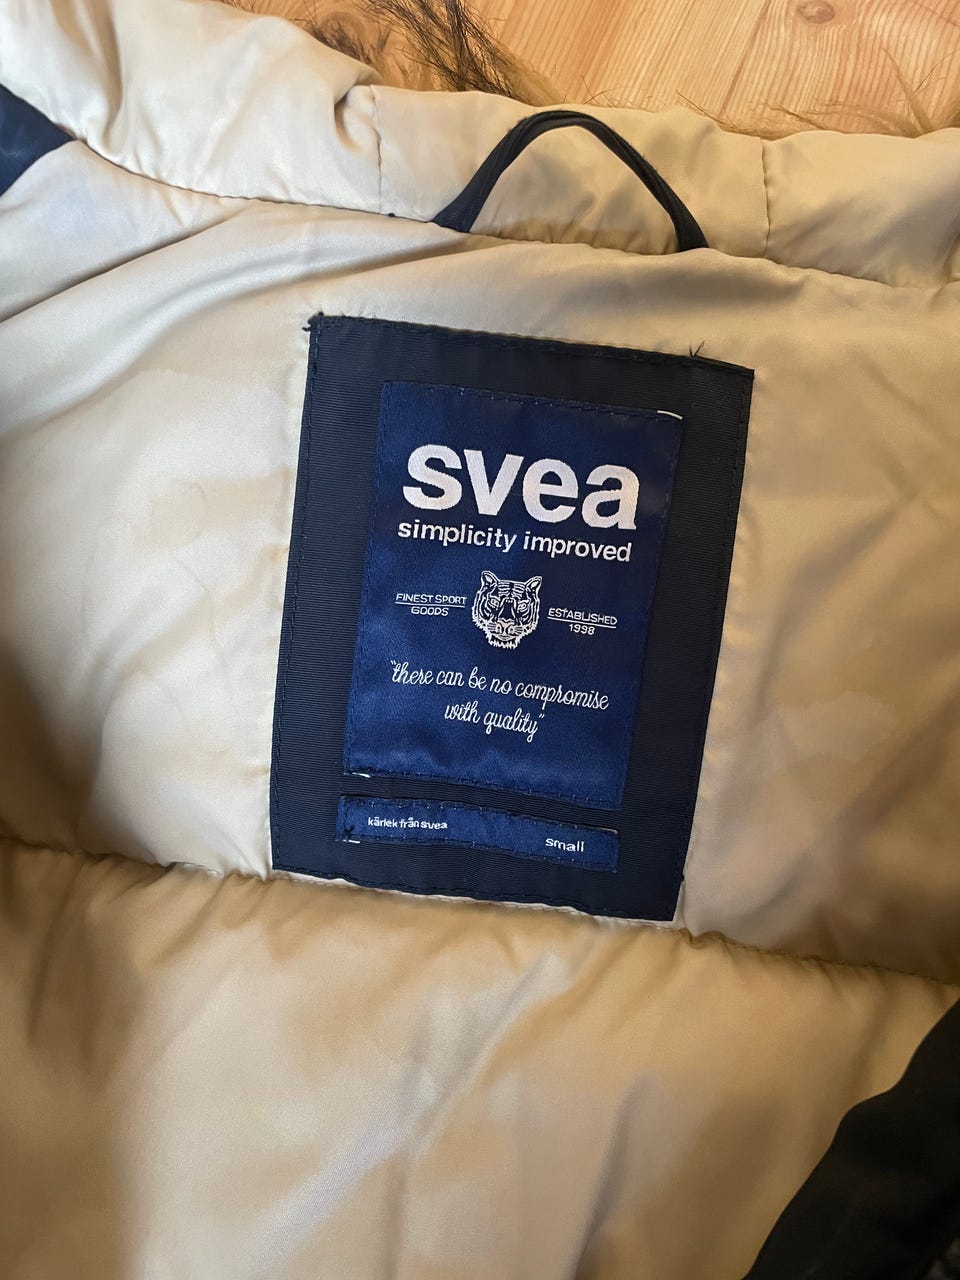 svea
simplicity improved
FINEST SPORT
GOODS
ESTABLISHED
1998
"there can be no compromise
with quality"
kärlek från svea
small